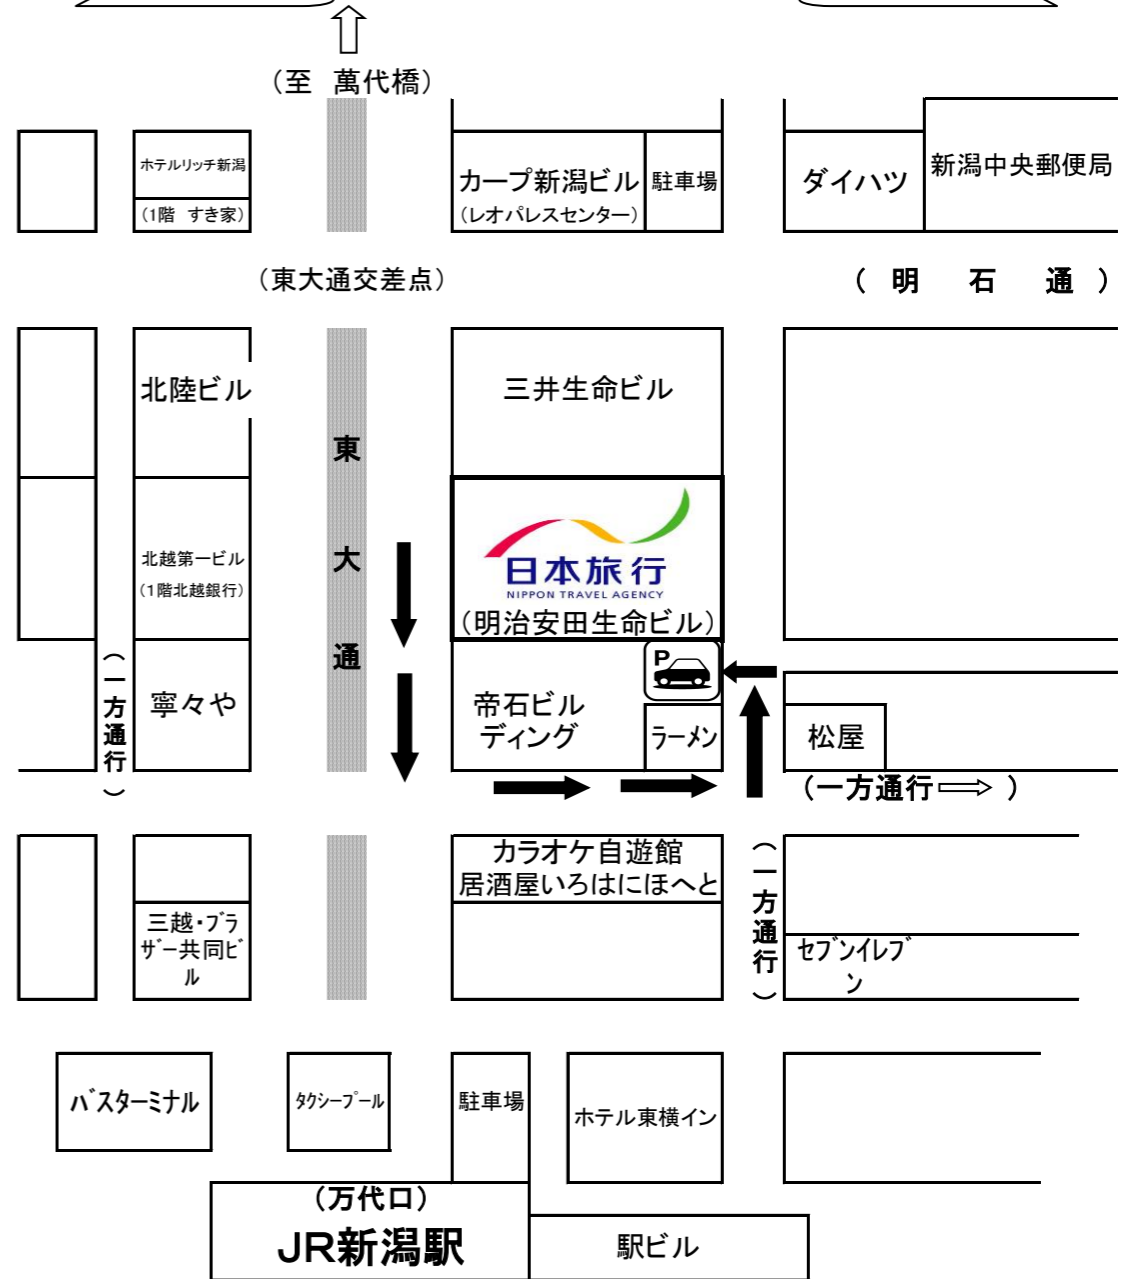 (至 萬代橋)
ホテルリッチ新潟
(1階 すき家)
カープ新潟ビル
(レオパレスセンター)
駐車場
ダイハツ
新潟中央郵便局
(東大通交差点)
(明石通)
北陸ビル
三井生命ビル
東大通
北越第一ビル
(1階北越銀行)
日本旅行
NIPPON TRAVEL AGENCY
(明治安田生命ビル)
(一方通行)
寧々や
帝石ビル
ディング
P
ラーメン
松屋
(一方通行⇨)
カラオケ自遊館
居酒屋いろはにほへと
(一方通行)
三越・ブラ
ザー共同ビ
ル
セブンイレブ
ン
バスターミナル
タクシープール
駐車場
ホテル東横イン
(万代口)
JR新潟駅
駅ビル